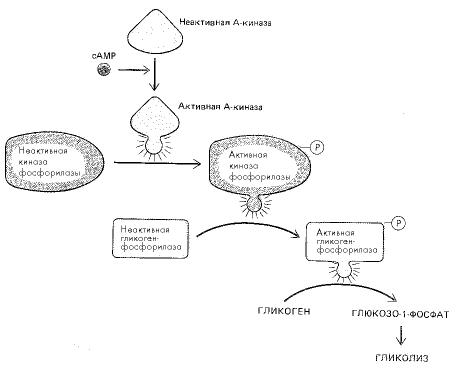 Неактивная А-киназа
cAMP
Активная А-киназа
Неактивная
киназа
фосфорилазы
Активная
киназа
фосфорилазы
P
Неактивная
гликоген-
фосфорилаза
Активная
гликоген-
фосфорилаза
P
ГЛИКОГЕН
ГЛЮКОЗО-1-ФОСФАТ
ГЛИКОЛИЗ